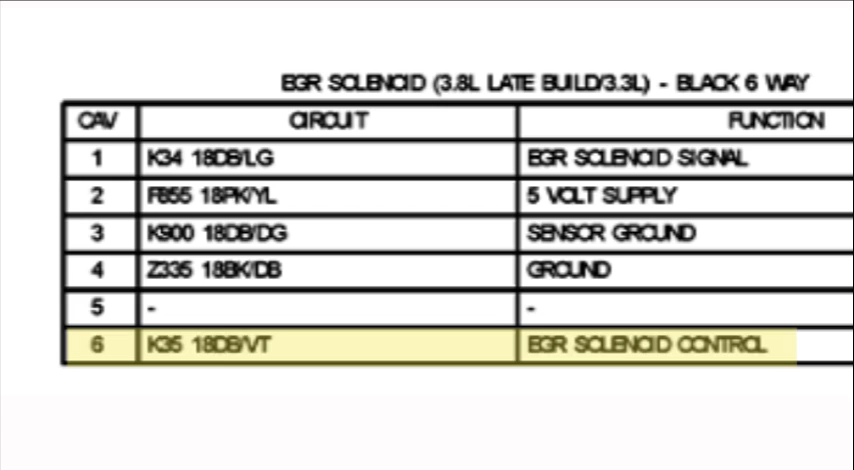 EGR SOLENOID (3.8L LATE BUILD/3.3L) - BLACK 6 WAY
CAV CIRCUIT FUNCTION
1 K34 18DB/LG EGR SOLENOID SIGNAL
2 F855 18PK/YL 5 VOLT SUPPLY
3 K900 18DB/DG SENSOR GROUND
4 Z335 18BK/DB GROUND
5 - -
6 K35 18DB/VT EGR SOLENOID CONTROL